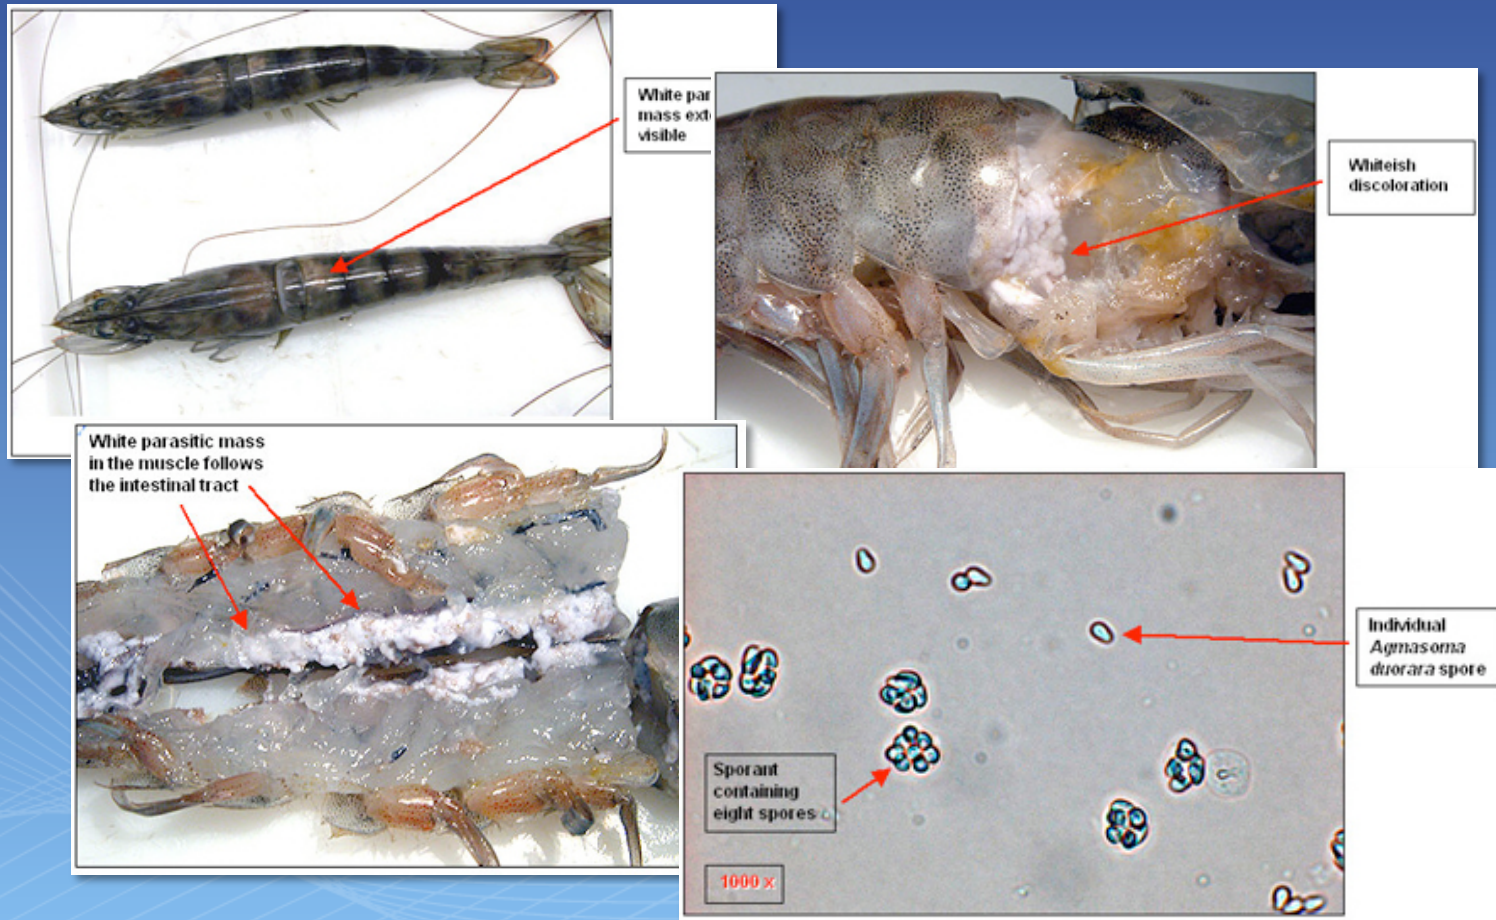 White par
mass ext
visible
Whiteish
discoloration
White parasitic mass
in the muscle follows
the intestinal tract
Individual
Agmasoma
duorara spore
Sporant
containing
eight spores
1000 x